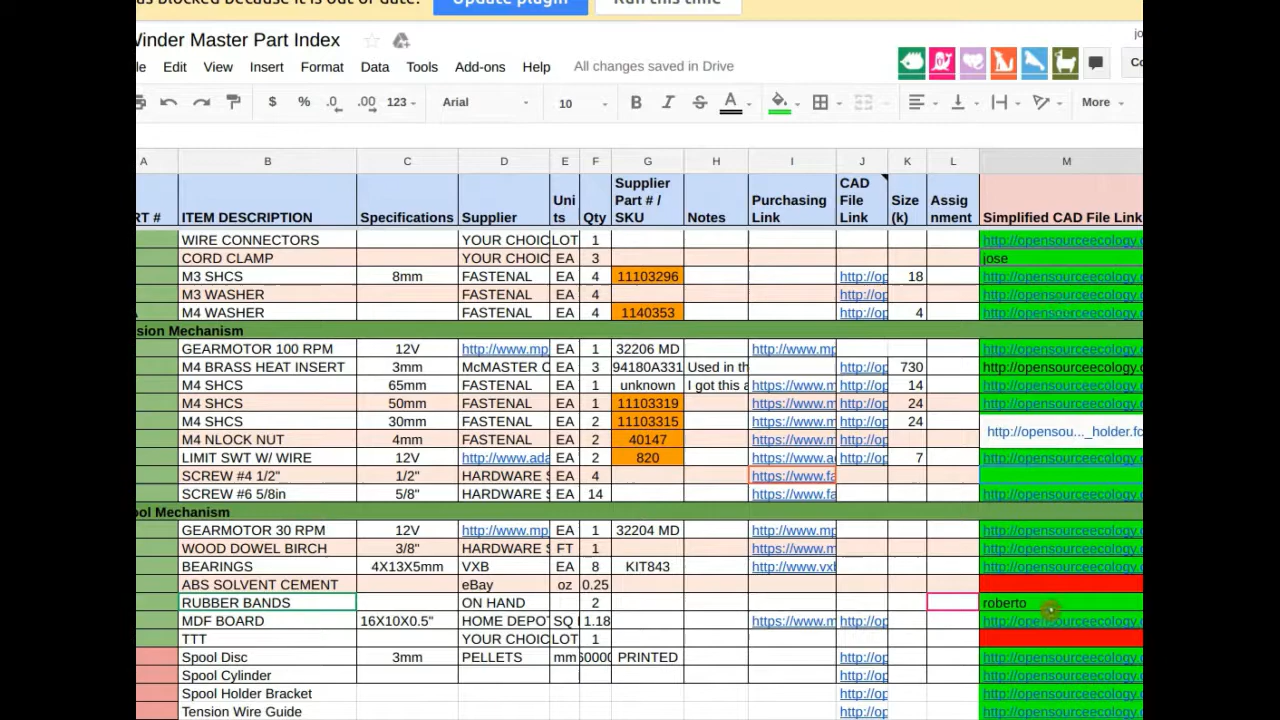 was blocked because it is out of date. Update plugin Run this time
Winder Master Part Index
Edit View Insert Format Data Tools Add-ons Help All changes saved in Drive
$ % .0 .00 123 Arial 10 B I S A More
A B C D E F G H I J K L M
RT # ITEM DESCRIPTION Specifications Supplier Units Qty Supplier Part # / SKU Notes Purchasing Link CAD File Link Size (k) Assignment Simplified CAD File Link
WIRE CONNECTORS YOUR CHOIC LOT 1 http://opensourceecology.
CORD CLAMP YOUR CHOIC EA 3 jose
M3 SHCS 8mm FASTENAL EA 4 11103296 http://op 18 http://opensourceecology.
M3 WASHER FASTENAL EA 4 http://op http://opensourceecology.
M4 WASHER FASTENAL EA 4 1140353 http://op 4 http://opensourceecology.
sion Mechanism
GEARMOTOR 100 RPM 12V http://www.mp EA 1 32206 MD http://www.mp http://opensourceecology.
M4 BRASS HEAT INSERT 3mm McMASTER C EA 3 94180A331 Used in th http://op 730 http://opensourceecology.
M4 SHCS 65mm FASTENAL EA 1 unknown I got this a https://www.m http://op 14 http://opensourceecology.
M4 SHCS 50mm FASTENAL EA 1 11103319 https://www.m http://op 24 http://opensourceecology.
M4 SHCS 30mm FASTENAL EA 2 11103315 https://www.m http://op 24
M4 NLOCK NUT 4mm FASTENAL EA 2 40147 https://www.m http://op http://opensou..._holder.fc
LIMIT SWT W/ WIRE 12V http://www.ada EA 2 820 https://www.a http://op 7 http://opensourceecology.
SCREW #4 1/2" 1/2" HARDWARE S EA 4 https://www.fa
SCREW #6 5/8in 5/8" HARDWARE S EA 14 https://www.fa http://opensourceecology.
ool Mechanism
GEARMOTOR 30 RPM 12V http://www.mp EA 1 32204 MD http://www.mp http://opensourceecology.
WOOD DOWEL BIRCH 3/8" HARDWARE S FT 1 https://www.m http://opensourceecology.
BEARINGS 4X13X5mm VXB EA 8 KIT843 http://www.vxb http://opensourceecology.
ABS SOLVENT CEMENT eBay oz 0.25
RUBBER BANDS ON HAND 2 roberto
MDF BOARD 16X10X0.5" HOME DEPOT SQ 1.18 https://www.m http://op http://opensourceecology.
TTT YOUR CHOIC LOT 1
Spool Disc 3mm PELLETS mm 60000 PRINTED http://op http://opensourceecology.
Spool Cylinder http://op http://opensourceecology.
Spool Holder Bracket http://op http://opensourceecology.
Tension Wire Guide http://op http://opensourceecology.